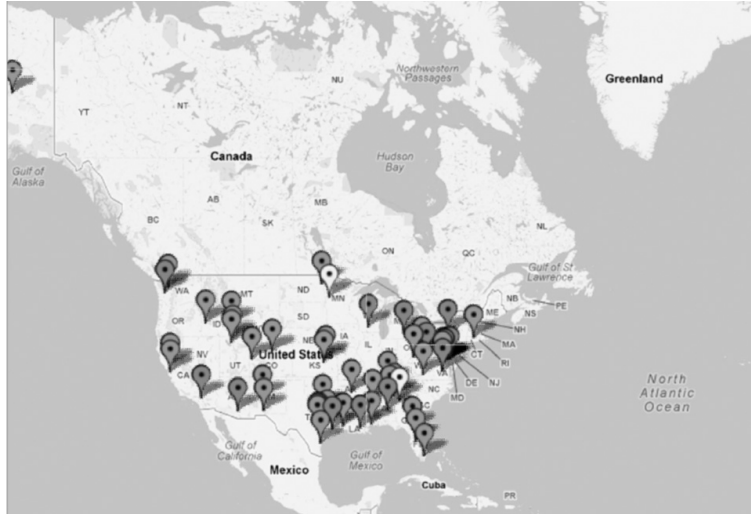 Northwestern
Passages
Greenland
NU
YT
NT
Canada
Hudson
Bay
Gulf of
Alaska
AB
MB
BC
SK
NL
ON
QC
Gulf of St
Lawrence
WA
MT
ND
MN
NB
PE
ME
NS
OR
ID
SD
NH
IA
MA
NE
IL
NV
United States
CT
RI
UT
CO
KS
VA
DE
NJ
CA
NC
MD
North
Atlantic
Ocean
LA
Gulf of
California
Gulf of
Mexico
Mexico
Cuba
PR